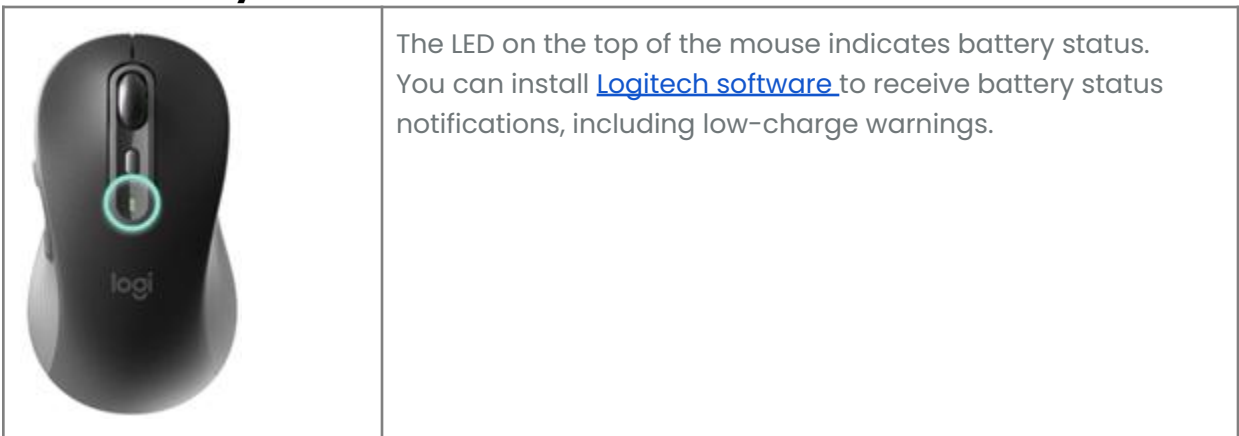 The LED on the top of the mouse indicates battery status.
You can install Logitech software to receive battery status
notifications, including low-charge warnings.
logi